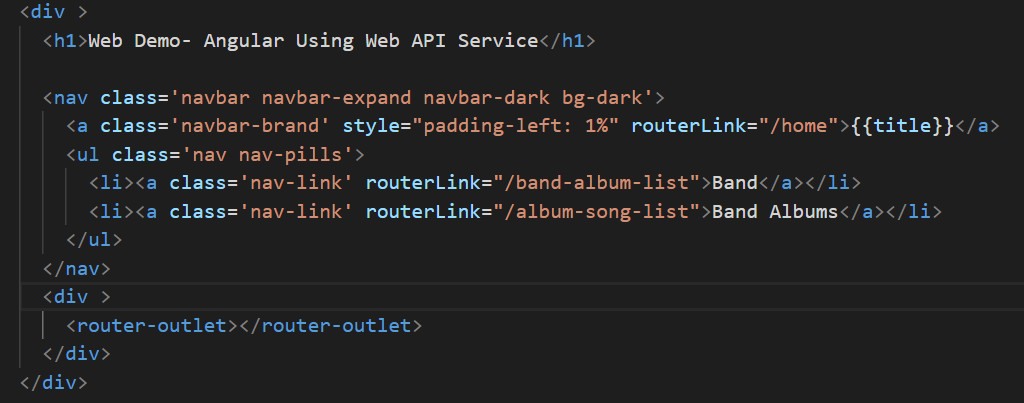 <div >
  <h1>Web Demo- Angular Using Web API Service</h1>

  <nav class='navbar navbar-expand navbar-dark bg-dark'>
    <a class='navbar-brand' style="padding-left: 1%" routerLink="/home">{{title}}</a>
    <ul class='nav nav-pills'>
      <li><a class='nav-link' routerLink="/band-album-list">Band</a></li>
      <li><a class='nav-link' routerLink="/album-song-list">Band Albums</a></li>
    </ul>
  </nav>
  <div >
    <router-outlet></router-outlet>
  </div>
</div>